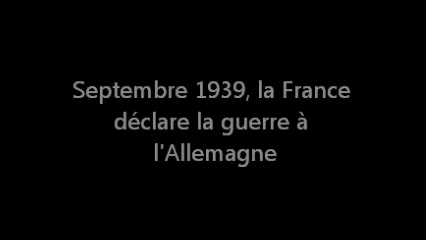 Septembre 1939, la France
déclare la guerre à
l'Allemagne